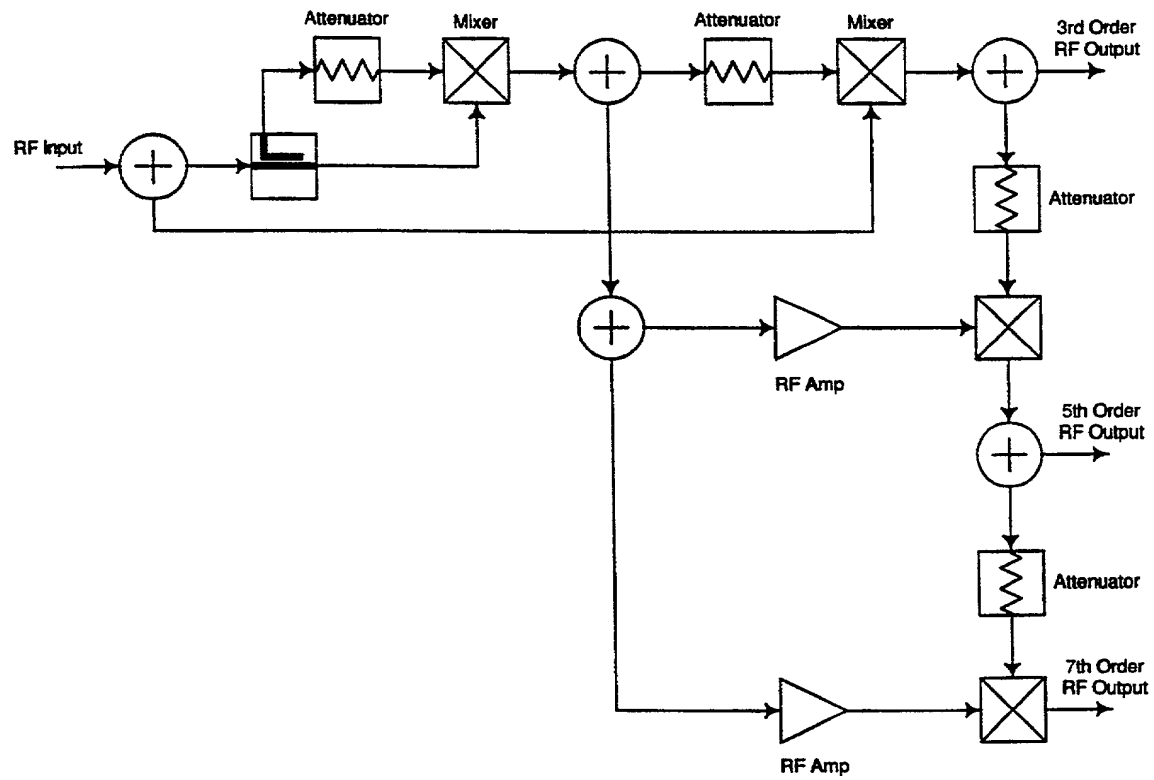 Attenuator
Mixer
Attenuator
Mixer
3rd Order
RF Output
RF Input
Attenuator
RF Amp
5th Order
RF Output
Attenuator
7th Order
RF Output
RF Amp